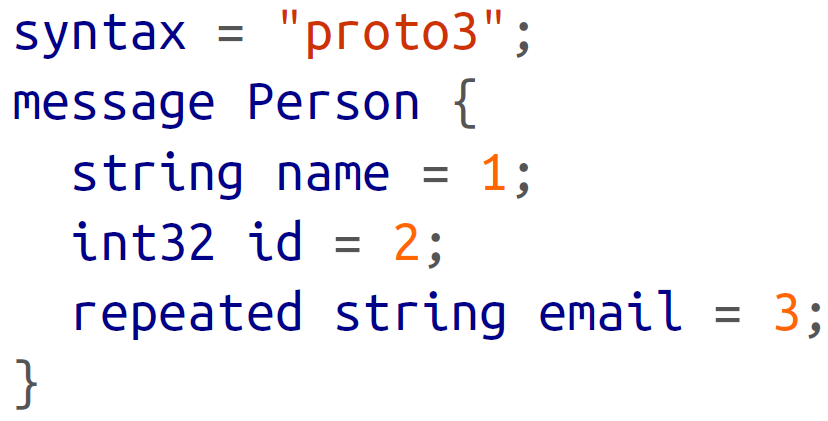 syntax = "proto3";
message Person {
  string name = 1;
  int32 id = 2;
  repeated string email = 3;
}